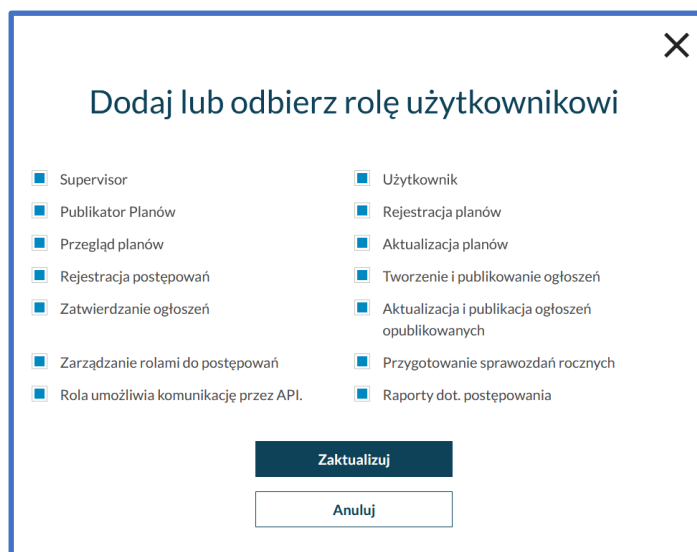 Dodaj lub odbierz rolę użytkownikowi
Supervisor
Użytkownik
Publikator Planów
Rejestracja planów
Przegląd planów
Aktualizacja planów
Rejestracja postępowań
Tworzenie i publikowanie ogłoszeń
Zatwierdzanie ogłoszeń
Aktualizacja i publikacja ogłoszeń
opublikowanych
Zarządzanie rolami do postępowań
Przygotowanie sprawozdań rocznych
Rola umożliwia komunikację przez API.
Raporty dot. postępowania
Zaktualizuj
Anuluj